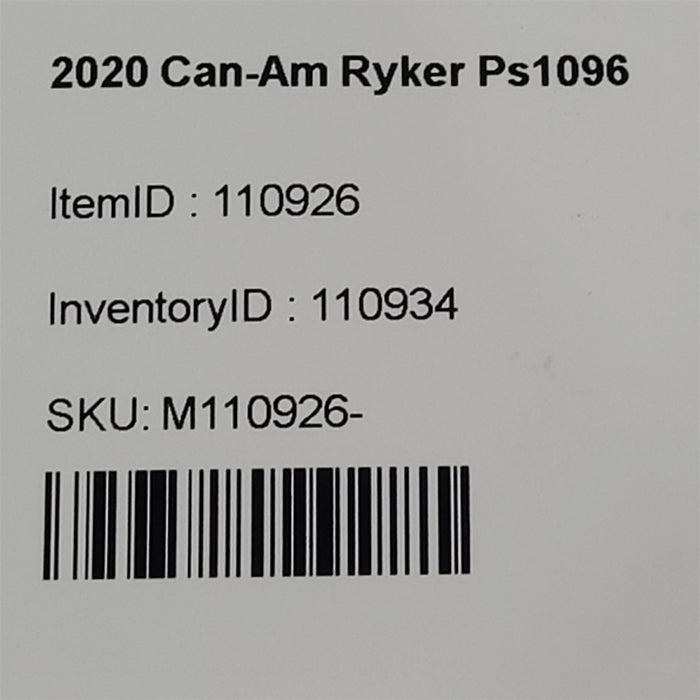 2020 Can-Am Ryker Ps1096
ItemID : 110926
InventoryID : 110934
SKU: M110926-